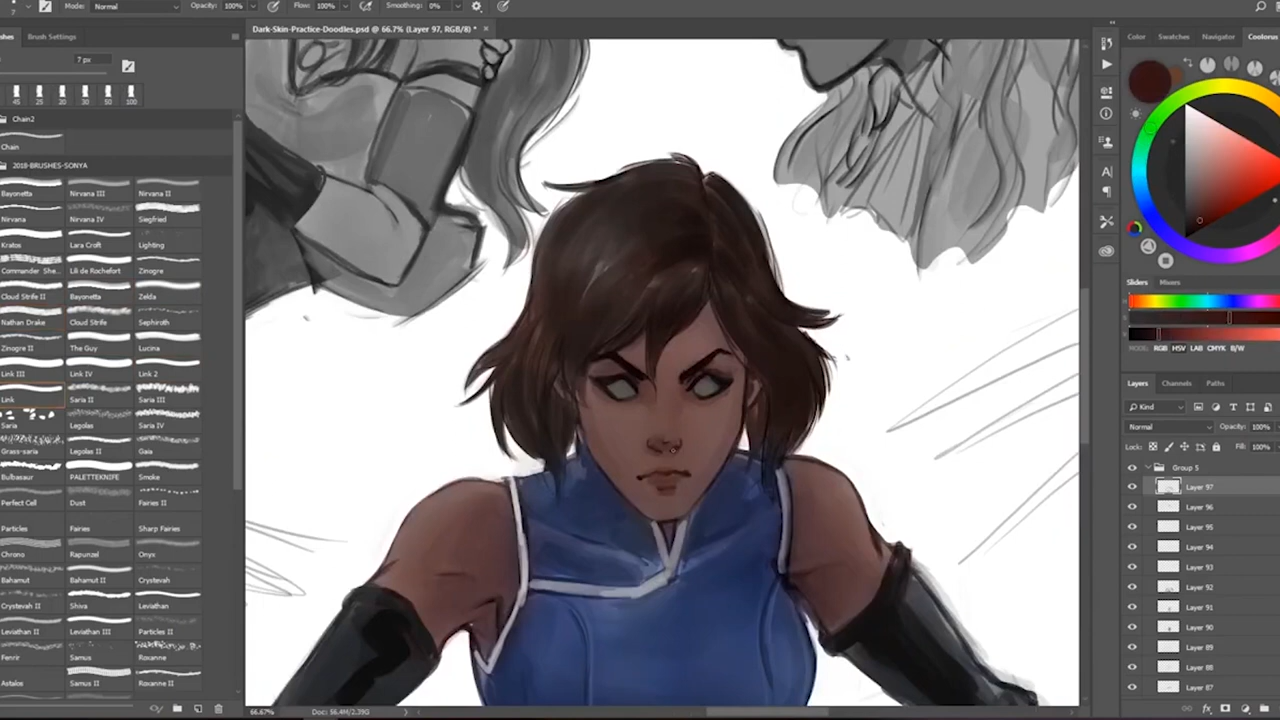 Mode: Normal Opacity: 100% Flow: 100% Smoothing: 0%
Brush Settings
Dark-Skin-Practice-Doodles.psd @ 66.7% (Layer 97, RGB/8) * ×
Color Swatches Navigator Coolorus
7 px
45 25 20 30 50 100
Chain2
Chain
2018-BRUSHES-SONYA
Bayonetta Nirvana III Nirvana II
Nirvana Nirvana IV Siegfried
Kratos Lara Croft Lighting
Commander She... Lili de Rochefort Zinogre
Cloud Strife II Bayonetta Zelda
Nathan Drake Cloud Strife Sephiroth
Zinogre II The Guy Lucina
Link III Link IV Link 2
Link Saria II Saria III
Saria Legolas Saria IV
Grass-saria Legolas II Gaia
Bulbasaur PALETTEKNIFE Smoke
Perfect Cell Dust Fairies II
Particles Fairies Sharp Fairies
Chrono Rapunzel Onyx
Bahamut Bahamut II Crystevah
Crystevah II Shiva Leviathan
Leviathan II Leviathan III Particles II
Fenrir Samus Roxanne
Astalos Samus II Roxanne II
66.67% Doc: 56.4M/2.39G
Sliders Mixers
MODE: RGB HSV LAB CMYK B/W
Layers Channels Paths
Kind
Normal Opacity: 100%
Lock: Fill: 100%
Group 5
Layer 97
Layer 96
Layer 95
Layer 94
Layer 93
Layer 92
Layer 91
Layer 90
Layer 89
Layer 88
Layer 87
fx